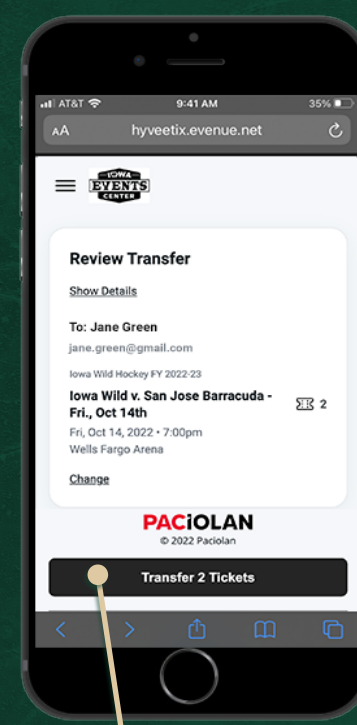 AT&T 9:41 AM 35%
AA hyveetix.evenue.net
IOWA
EVENTS
CENTER
Review Transfer
Show Details
To: Jane Green
jane.green@gmail.com
Iowa Wild Hockey FY 2022-23
Iowa Wild v. San Jose Barracuda -
Fri., Oct 14th
2
Fri, Oct 14, 2022 • 7:00pm
Wells Fargo Arena
Change
PACiOLAN
© 2022 Paciolan
Transfer 2 Tickets